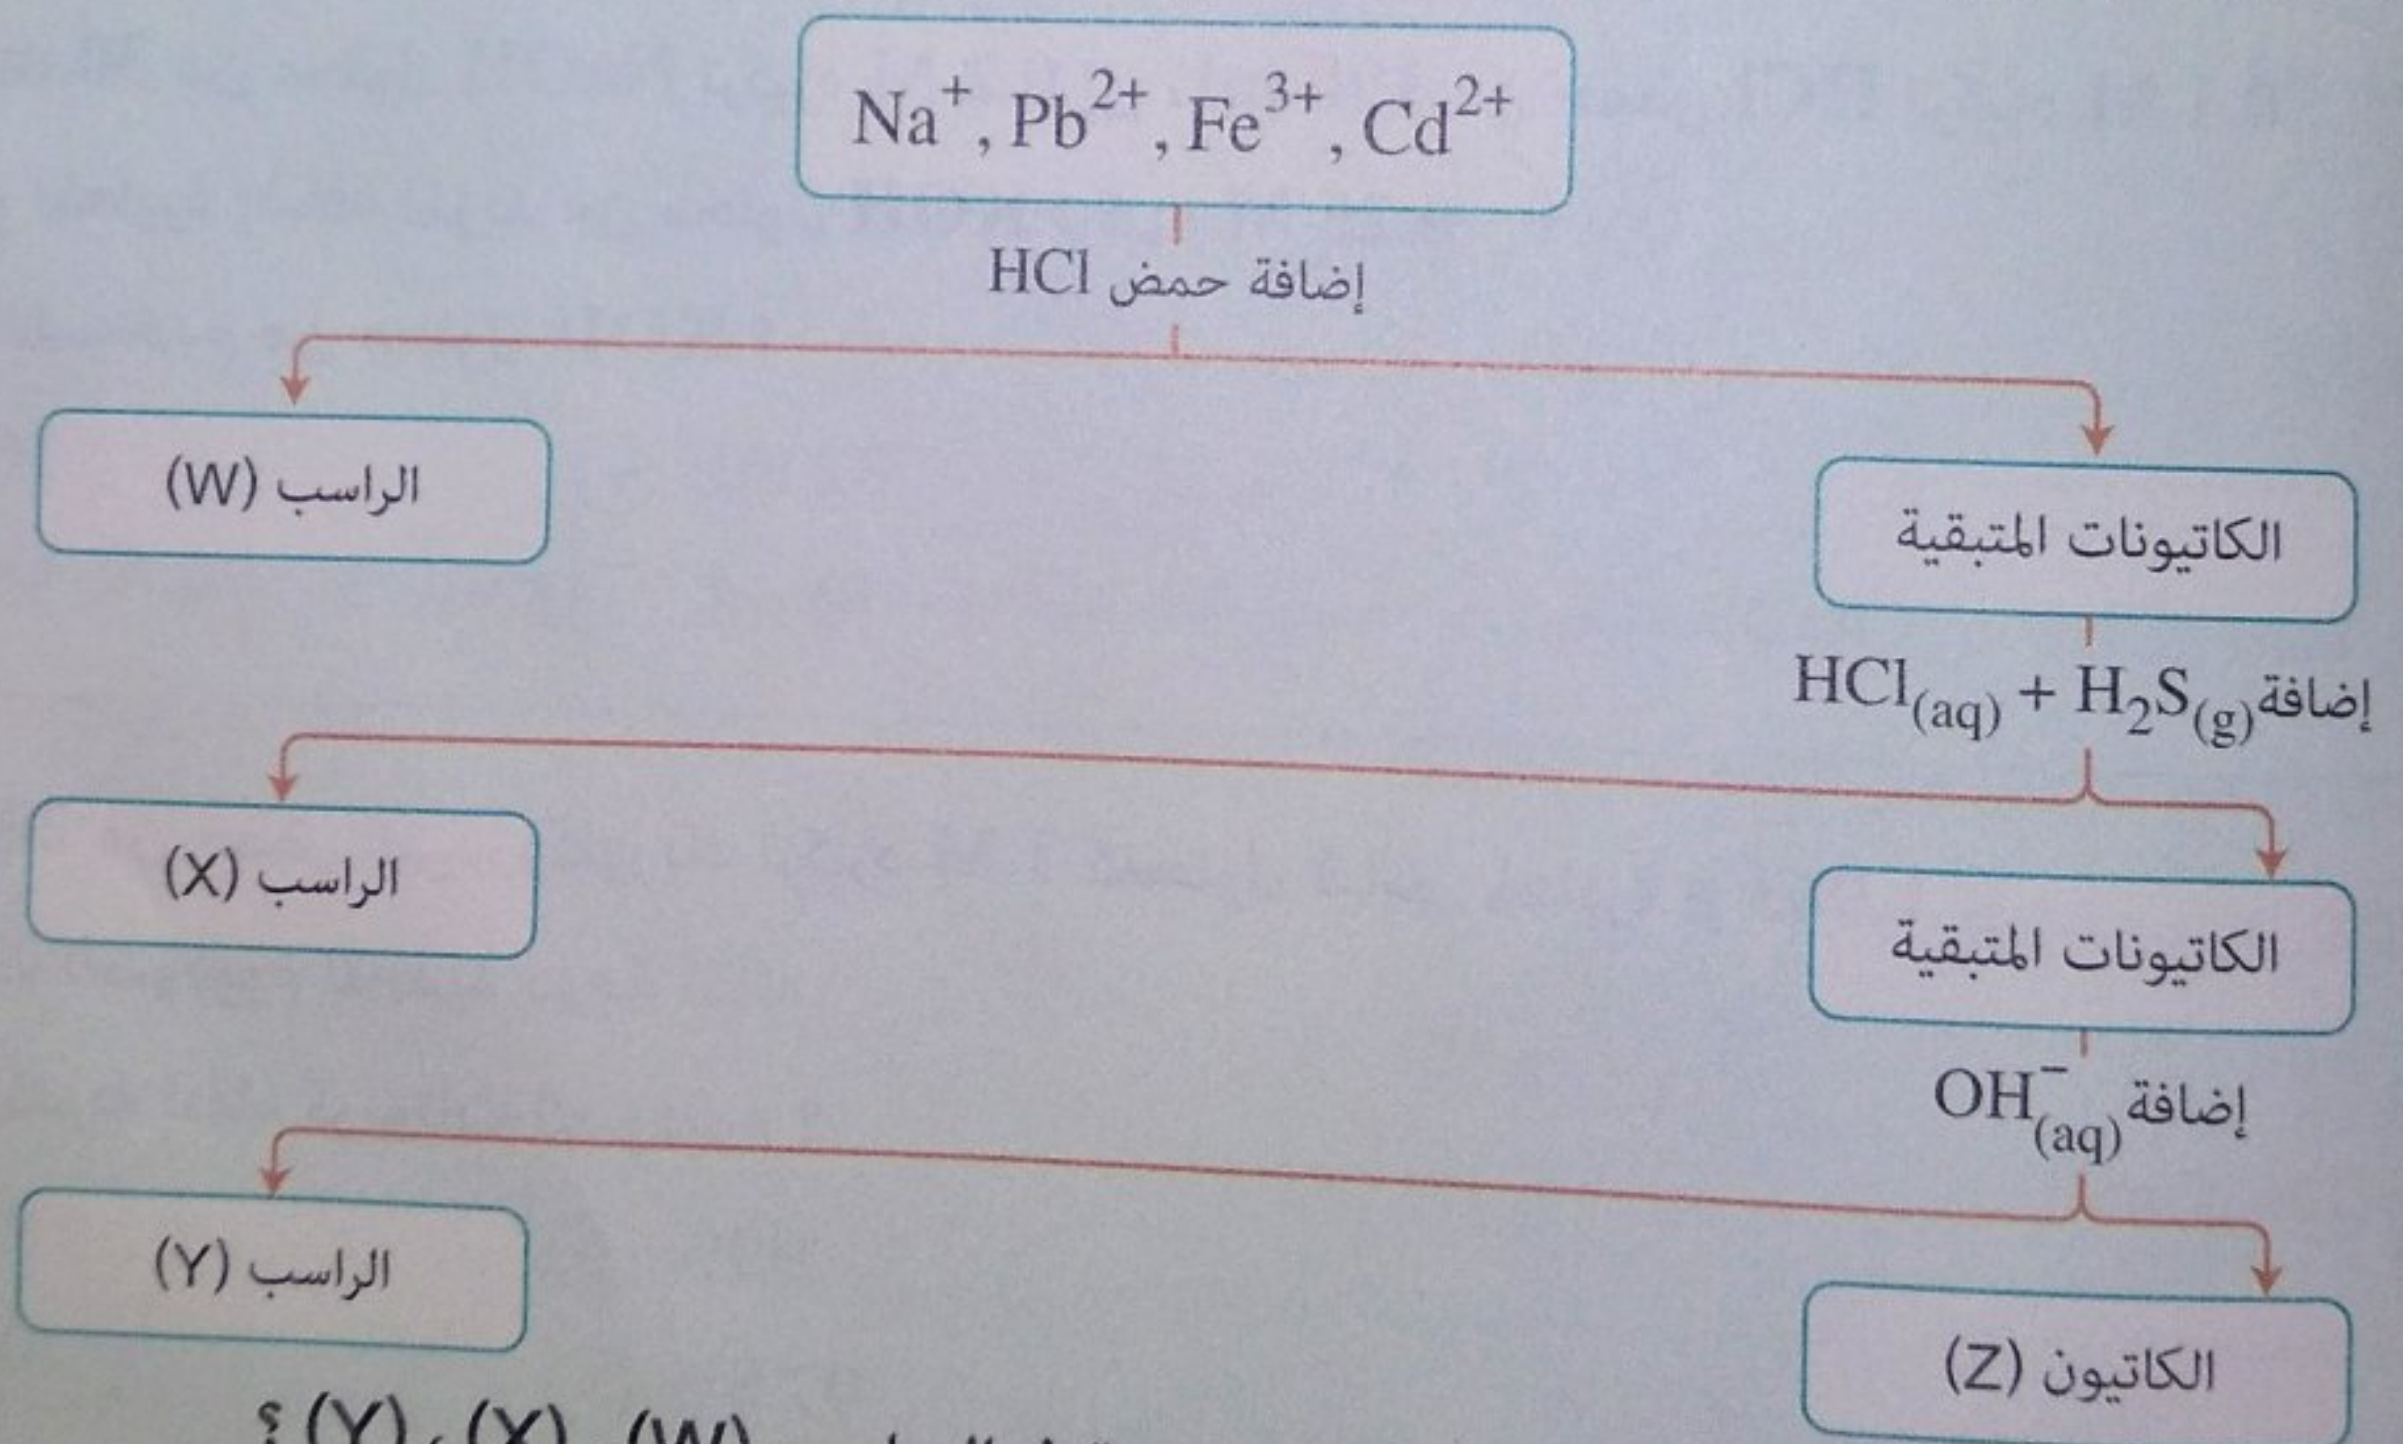 Na⁺, Pb²⁺, Fe³⁺, Cd²⁺
إضافة حمض HCl
الراسب (W)
الكاتيونات المتبقية
إضافة HCl(aq) + H₂S(g)
الراسب (X)
الكاتيونات المتبقية
إضافة OH⁻(aq)
الراسب (Y)
الكاتيون (Z)
(W) ، (X) ، (Y) ؟